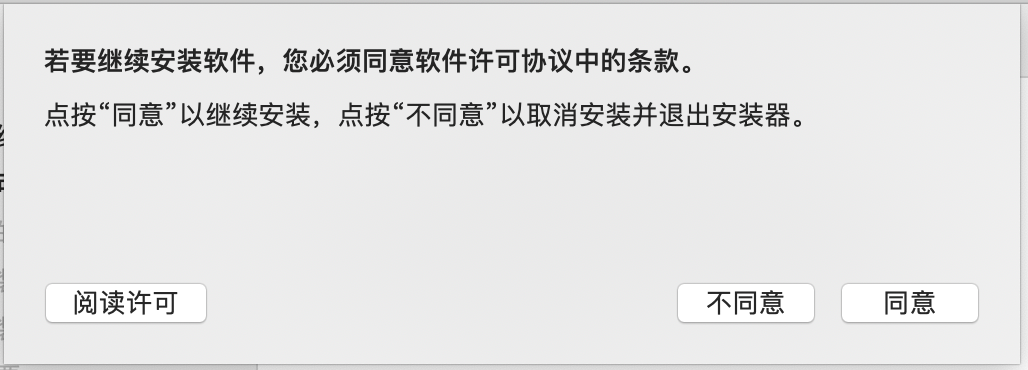 若要继续安装软件，您必须同意软件许可协议中的条款。
点按“同意”以继续安装，点按“不同意”以取消安装并退出安装器。
阅读许可
不同意
同意